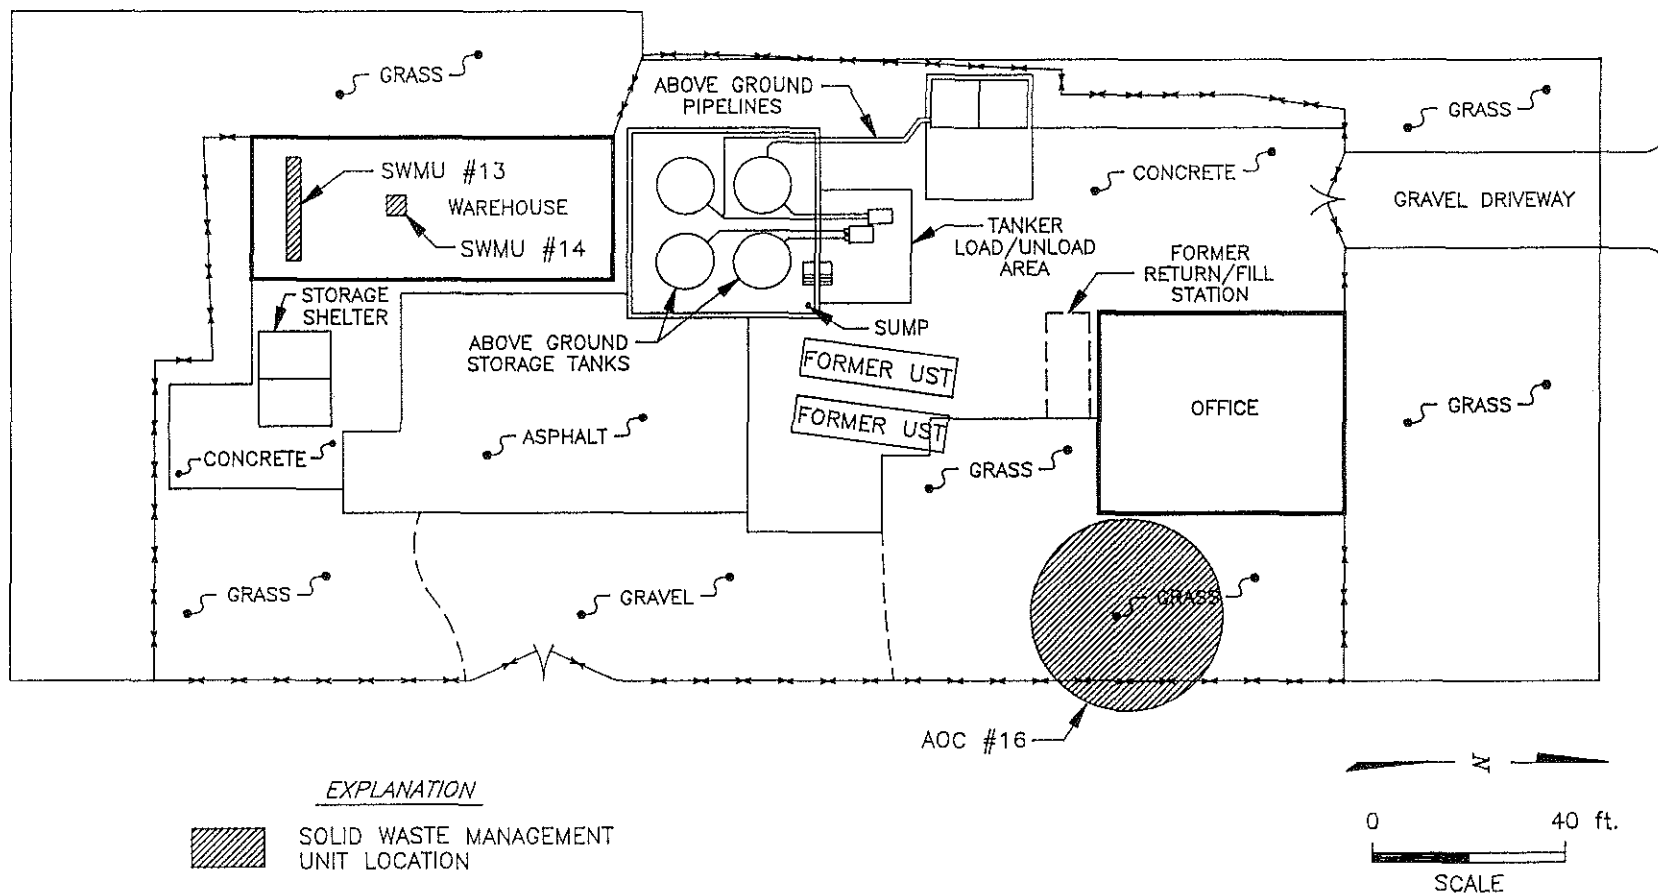 GRASS
ABOVE GROUND
PIPELINES
GRASS
SWMU #13
WAREHOUSE
SWMU #14
CONCRETE
GRAVEL DRIVEWAY
TANKER
LOAD/UNLOAD
AREA
FORMER
RETURN/FILL
STATION
STORAGE
SHELTER
SUMP
ABOVE GROUND
STORAGE TANKS
FORMER UST
FORMER UST
OFFICE
GRASS
ASPHALT
CONCRETE
GRASS
GRASS
GRAVEL
GRASS
AOC #16
N
EXPLANATION
SOLID WASTE MANAGEMENT
UNIT LOCATION
0 40 ft.
SCALE